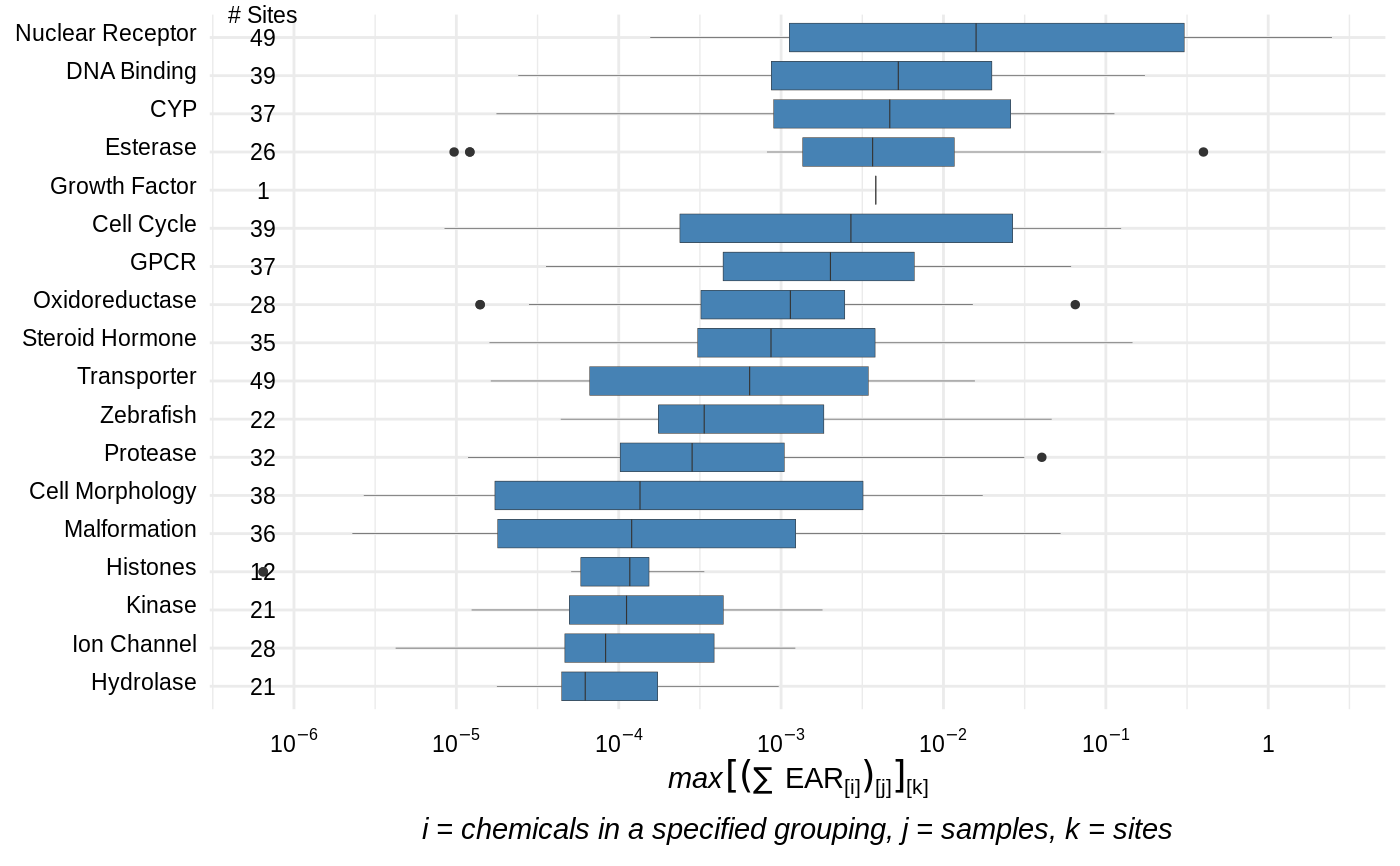 # Sites
Nuclear Receptor 49
DNA Binding 39
CYP 37
Esterase 26
Growth Factor 1
Cell Cycle 39
GPCR 37
Oxidoreductase 28
Steroid Hormone 35
Transporter 49
Zebrafish 22
Protease 32
Cell Morphology 38
Malformation 36
Histones 12
Kinase 21
Ion Channel 28
Hydrolase 21
10⁻⁶ 10⁻⁵ 10⁻⁴ 10⁻³ 10⁻² 10⁻¹ 1
max[(∑ EAR[i])[j]][k]
i = chemicals in a specified grouping, j = samples, k = sites